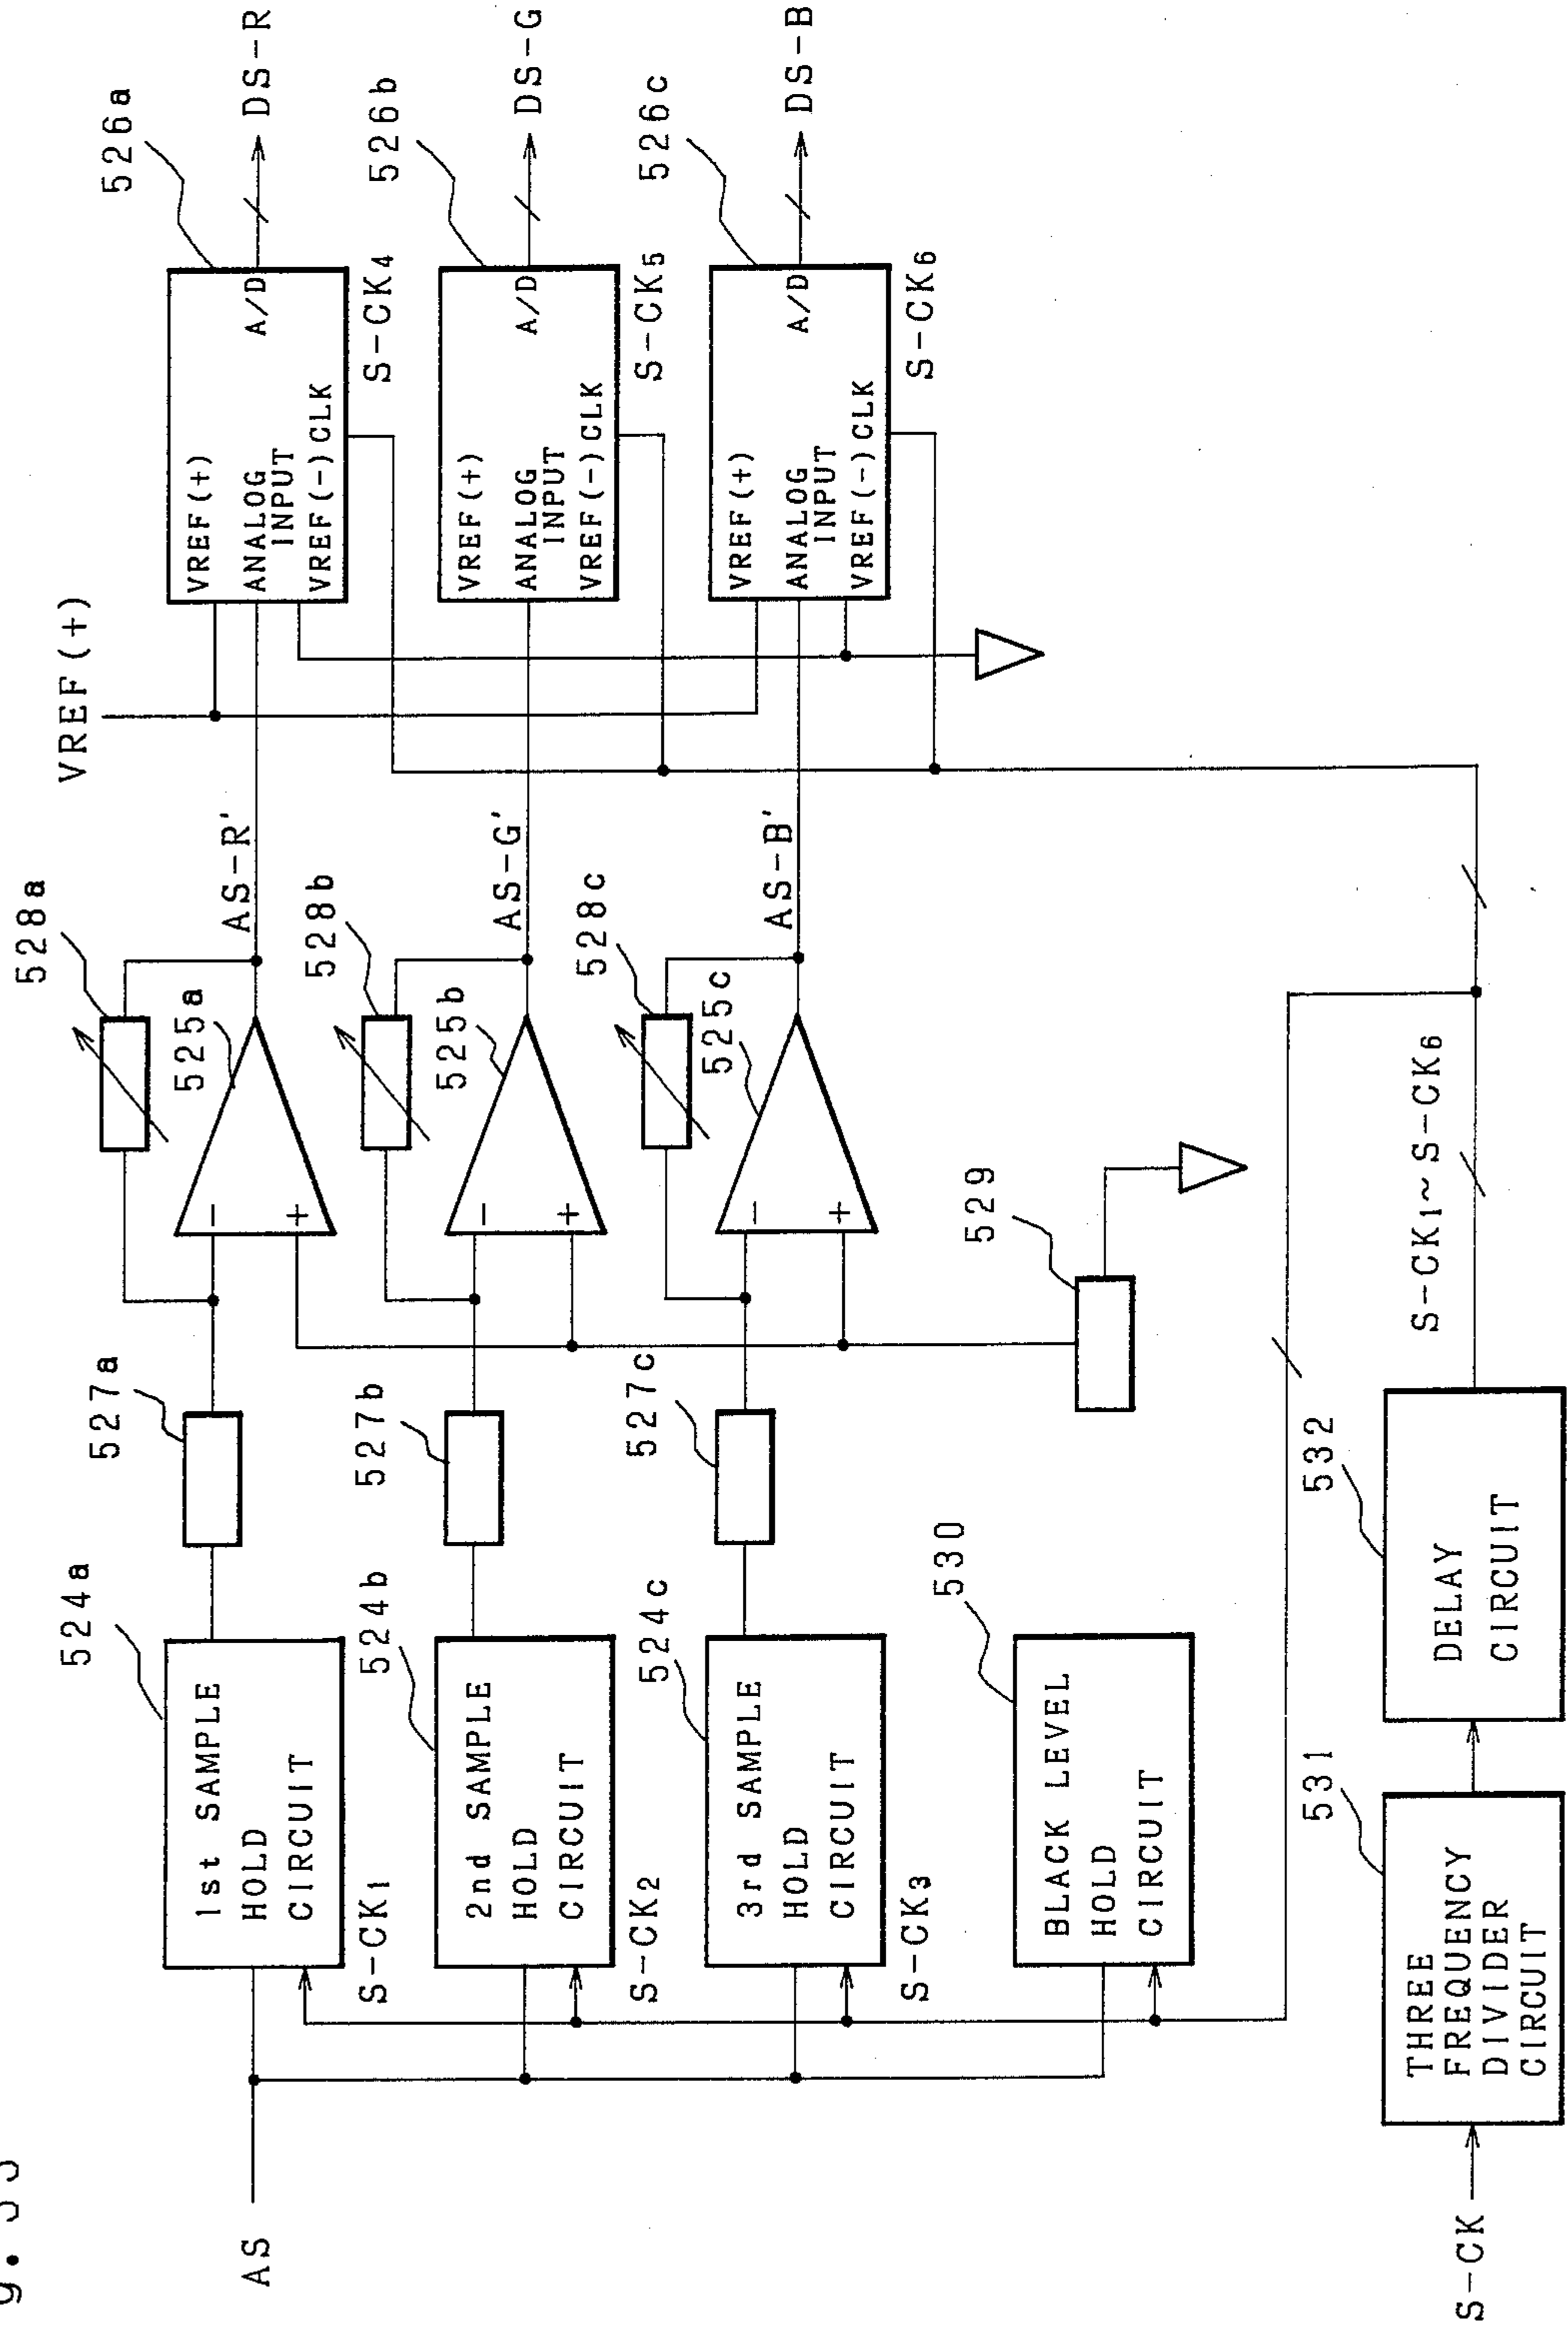 g. 33
AS
524a
1st SAMPLE
HOLD
CIRCUIT
S-CK1
527a
528a
525a
-
+
AS-R'
VREF(+)
526a
VREF(+)
ANALOG
INPUT
VREF(-) CLK
A/D
S-CK4
DS-R
524b
2nd SAMPLE
HOLD
CIRCUIT
S-CK2
527b
528b
525b
-
+
AS-G'
526b
VREF(+)
ANALOG
INPUT
VREF(-) CLK
A/D
S-CK5
DS-G
524c
3rd SAMPLE
HOLD
CIRCUIT
S-CK3
527c
528c
525c
-
+
AS-B'
526c
VREF(+)
ANALOG
INPUT
VREF(-) CLK
A/D
S-CK6
DS-B
530
BLACK LEVEL
HOLD
CIRCUIT
529
S-CK
531
THREE
FREQUENCY
DIVIDER
CIRCUIT
532
DELAY
CIRCUIT
S-CK1~S-CK6